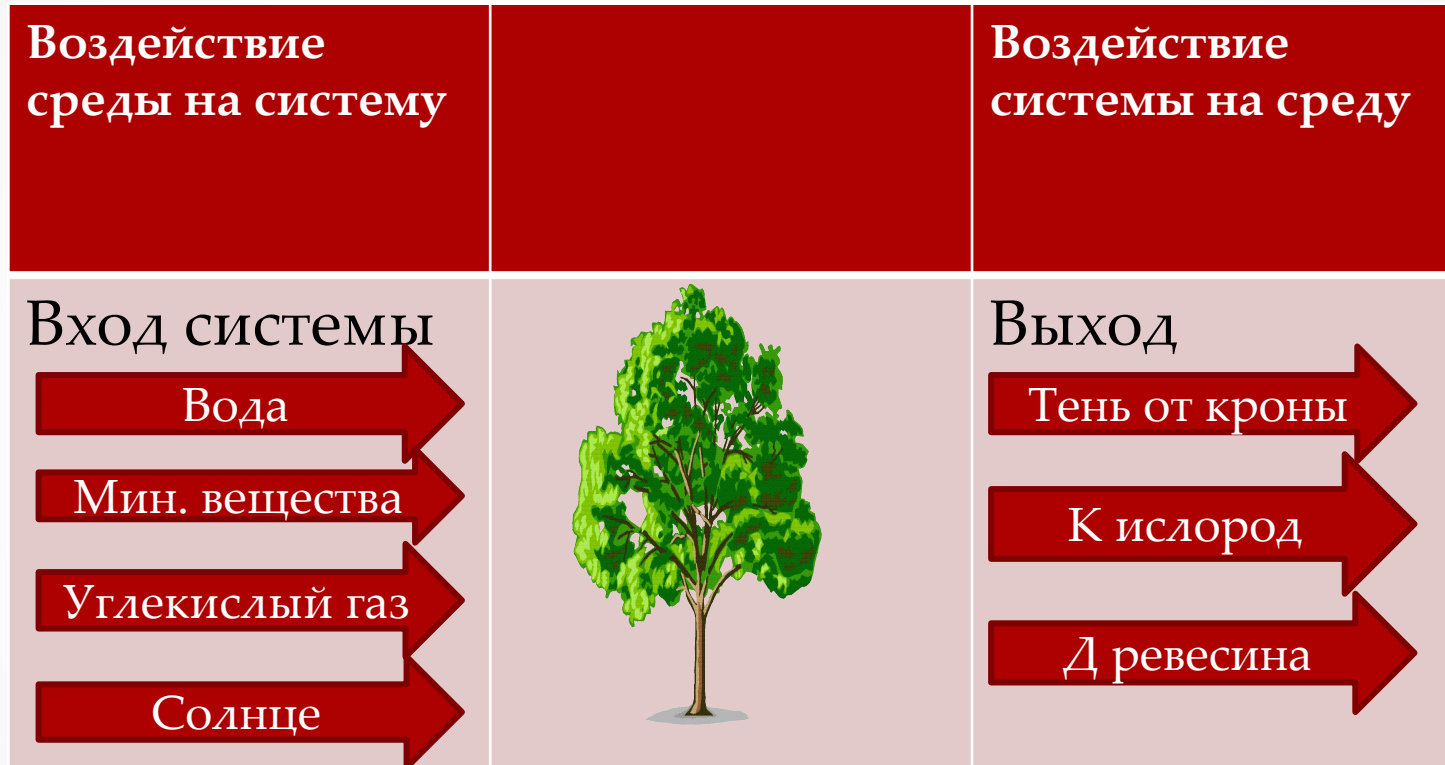 Воздействие
среды на систему
Воздействие
системы на среду
Вход системы
Вода
Мин. вещества
Углекислый газ
Солнце
Выход
Тень от кроны
К ислород
Д ревесина